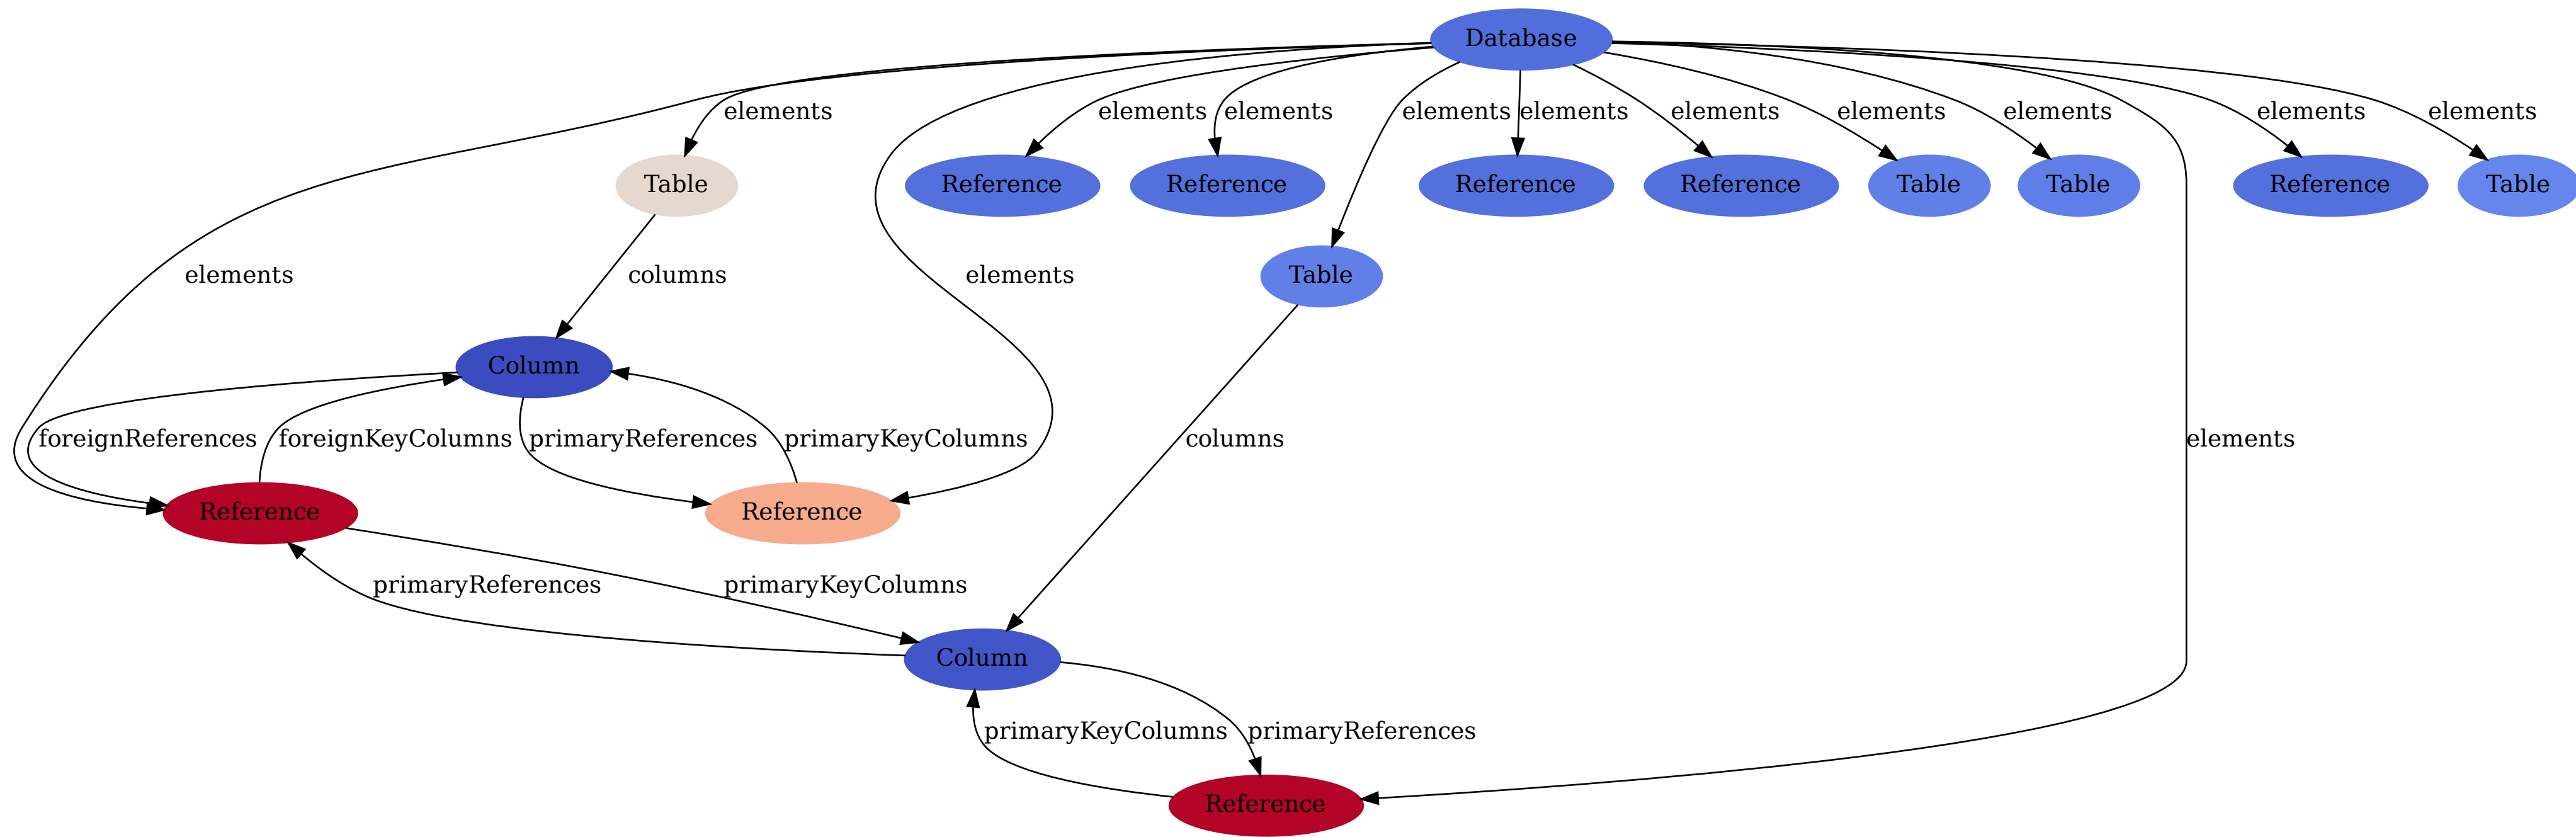 Database
elements
elements
elements
elements
elements
elements
elements
elements
elements
Table
Reference
Reference
Reference
Reference
Table
Table
Reference
Table
elements
columns
elements
Table
Column
foreignReferences
foreignKeyColumns
primaryReferences
primaryKeyColumns
columns
elements
Reference
Reference
primaryReferences
primaryKeyColumns
Column
primaryKeyColumns
primaryReferences
Reference